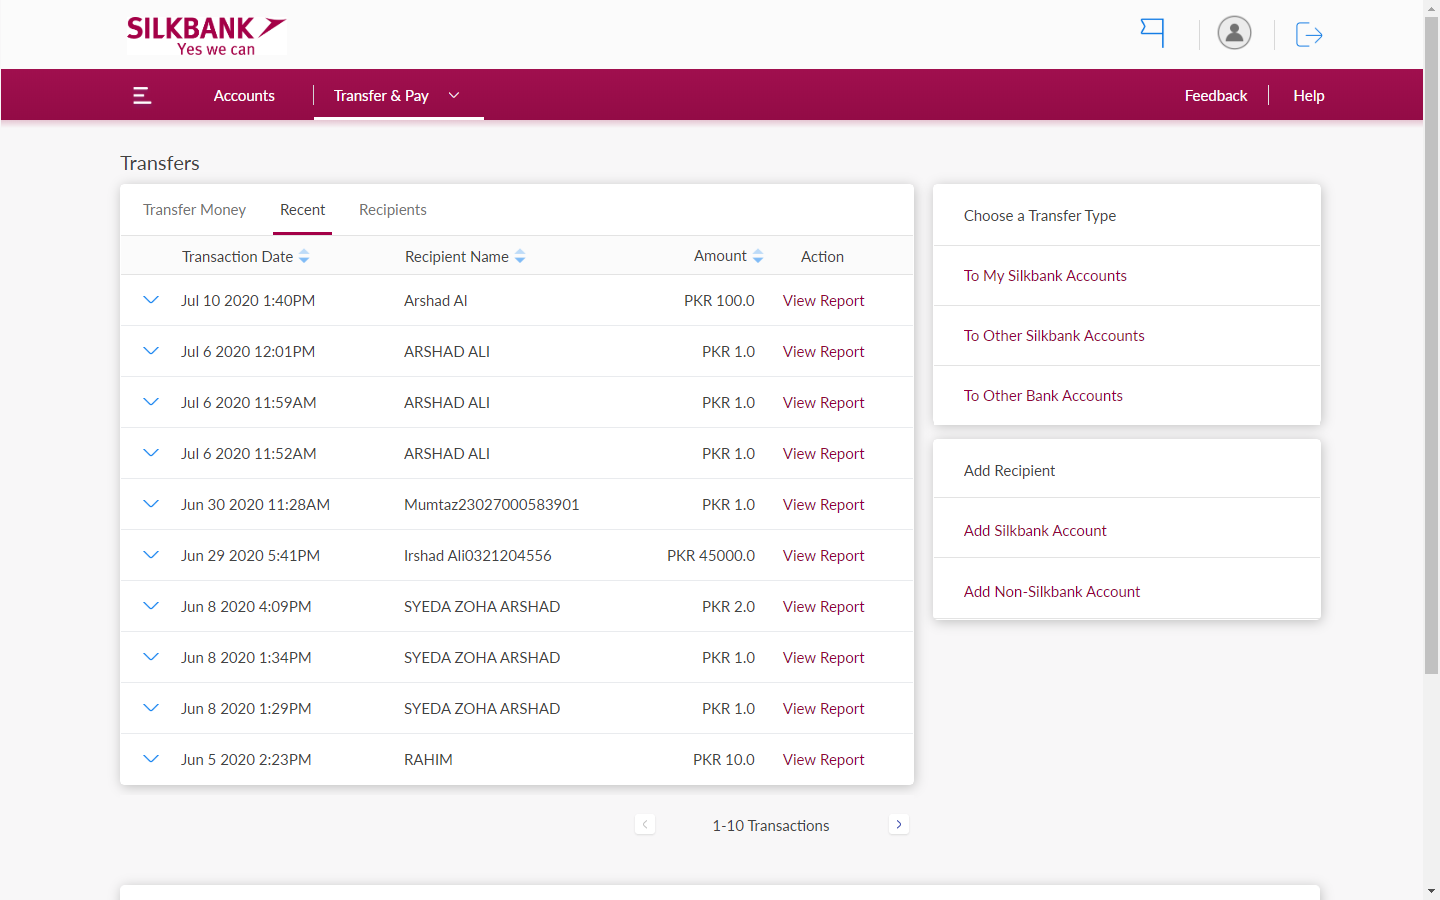 SILKBANK
Yes we can
Accounts
Transfer & Pay
Feedback
Help
Transfers
Transfer Money Recent Recipients
Transaction Date Recipient Name Amount Action
Jul 10 2020 1:40PM Arshad Al PKR 100.0 View Report
Jul 6 2020 12:01PM ARSHAD ALI PKR 1.0 View Report
Jul 6 2020 11:59AM ARSHAD ALI PKR 1.0 View Report
Jul 6 2020 11:52AM ARSHAD ALI PKR 1.0 View Report
Jun 30 2020 11:28AM Mumtaz23027000583901 PKR 1.0 View Report
Jun 29 2020 5:41PM Irshad Ali0321204556 PKR 45000.0 View Report
Jun 8 2020 4:09PM SYEDA ZOHA ARSHAD PKR 2.0 View Report
Jun 8 2020 1:34PM SYEDA ZOHA ARSHAD PKR 1.0 View Report
Jun 8 2020 1:29PM SYEDA ZOHA ARSHAD PKR 1.0 View Report
Jun 5 2020 2:23PM RAHIM PKR 10.0 View Report
1-10 Transactions
Choose a Transfer Type
To My Silkbank Accounts
To Other Silkbank Accounts
To Other Bank Accounts
Add Recipient
Add Silkbank Account
Add Non-Silkbank Account